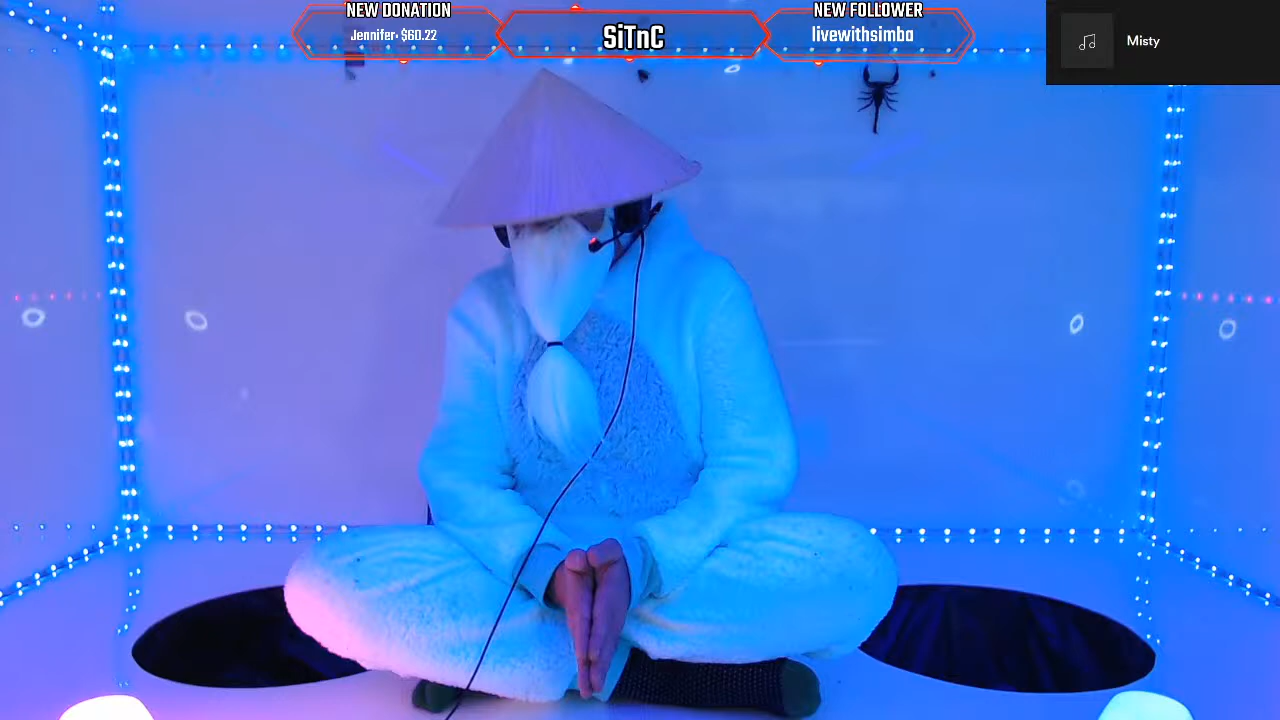 NEW DONATION
Jennifer: $60.22
SiTnC
NEW FOLLOWER
livewithsimba
Misty